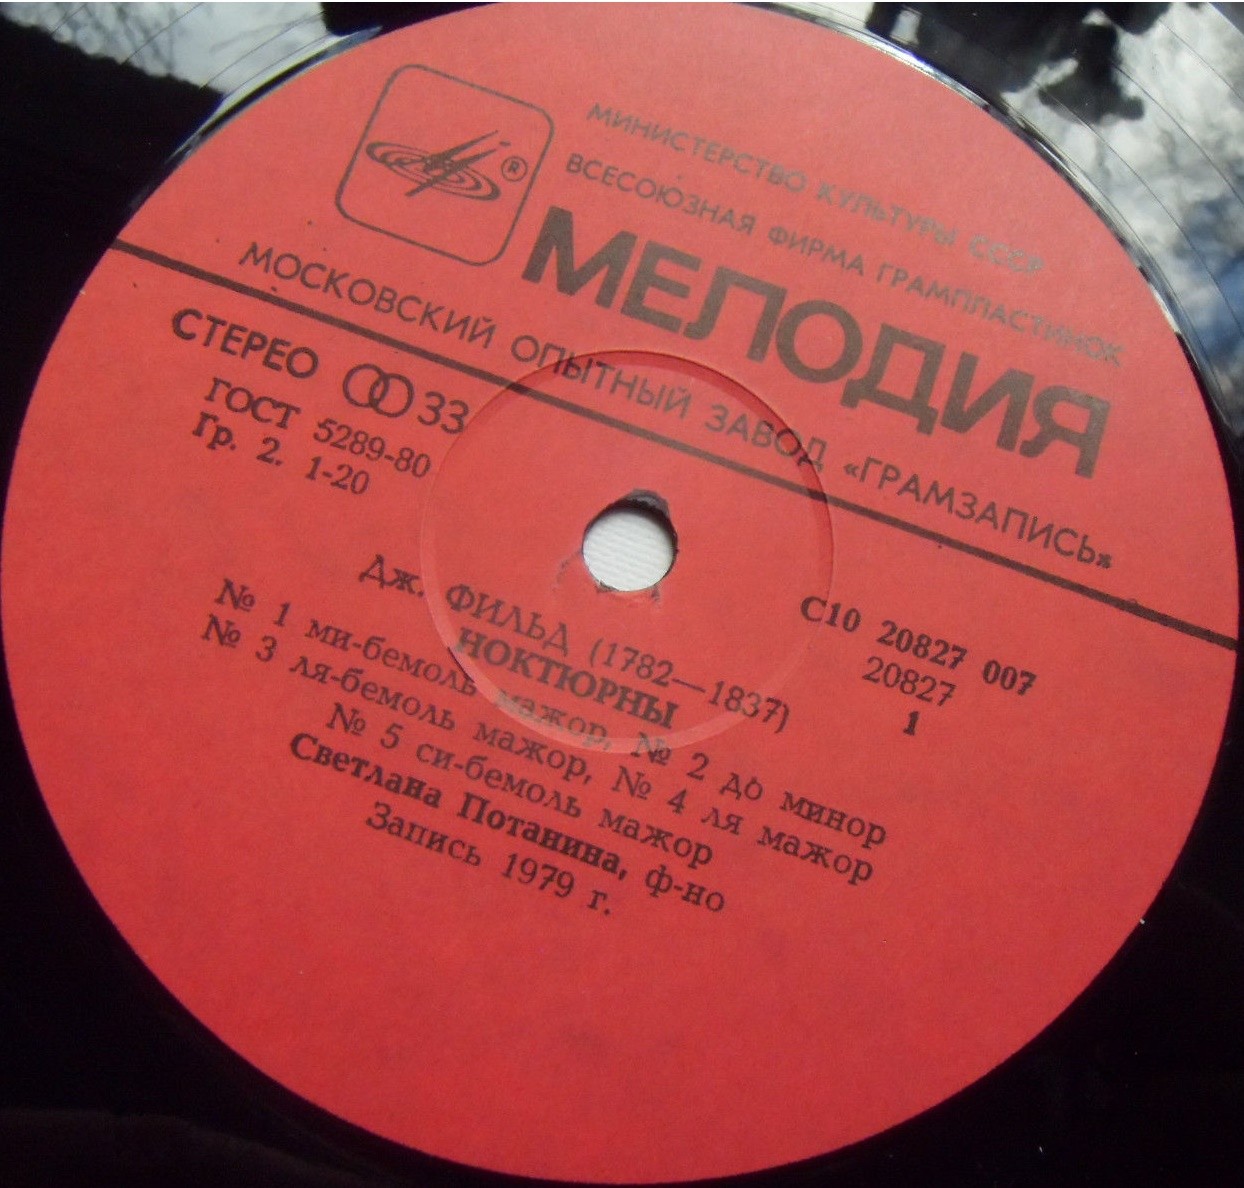 ®
МИНИСТЕРСТВО КУЛЬТУРЫ СССР
ВСЕСОЮЗНАЯ ФИРМА ГРАМПЛАСТИНОК
МЕЛОДИЯ
МОСКОВСКИЙ ОПЫТНЫЙ ЗАВОД «ГРАМЗАПИСЬ»
СТЕРЕО 33
ГОСТ 5289-80
Гр. 2. 1-20
С10 20827 007
20827
1
Дж. ФИЛЬД (1782—1837)
НОКТЮРНЫ
№ 1 ми-бемоль мажор, № 2 до минор
№ 3 ля-бемоль мажор, № 4 ля мажор
№ 5 си-бемоль мажор
Светлана Потанина, ф-но
Запись 1979 г.